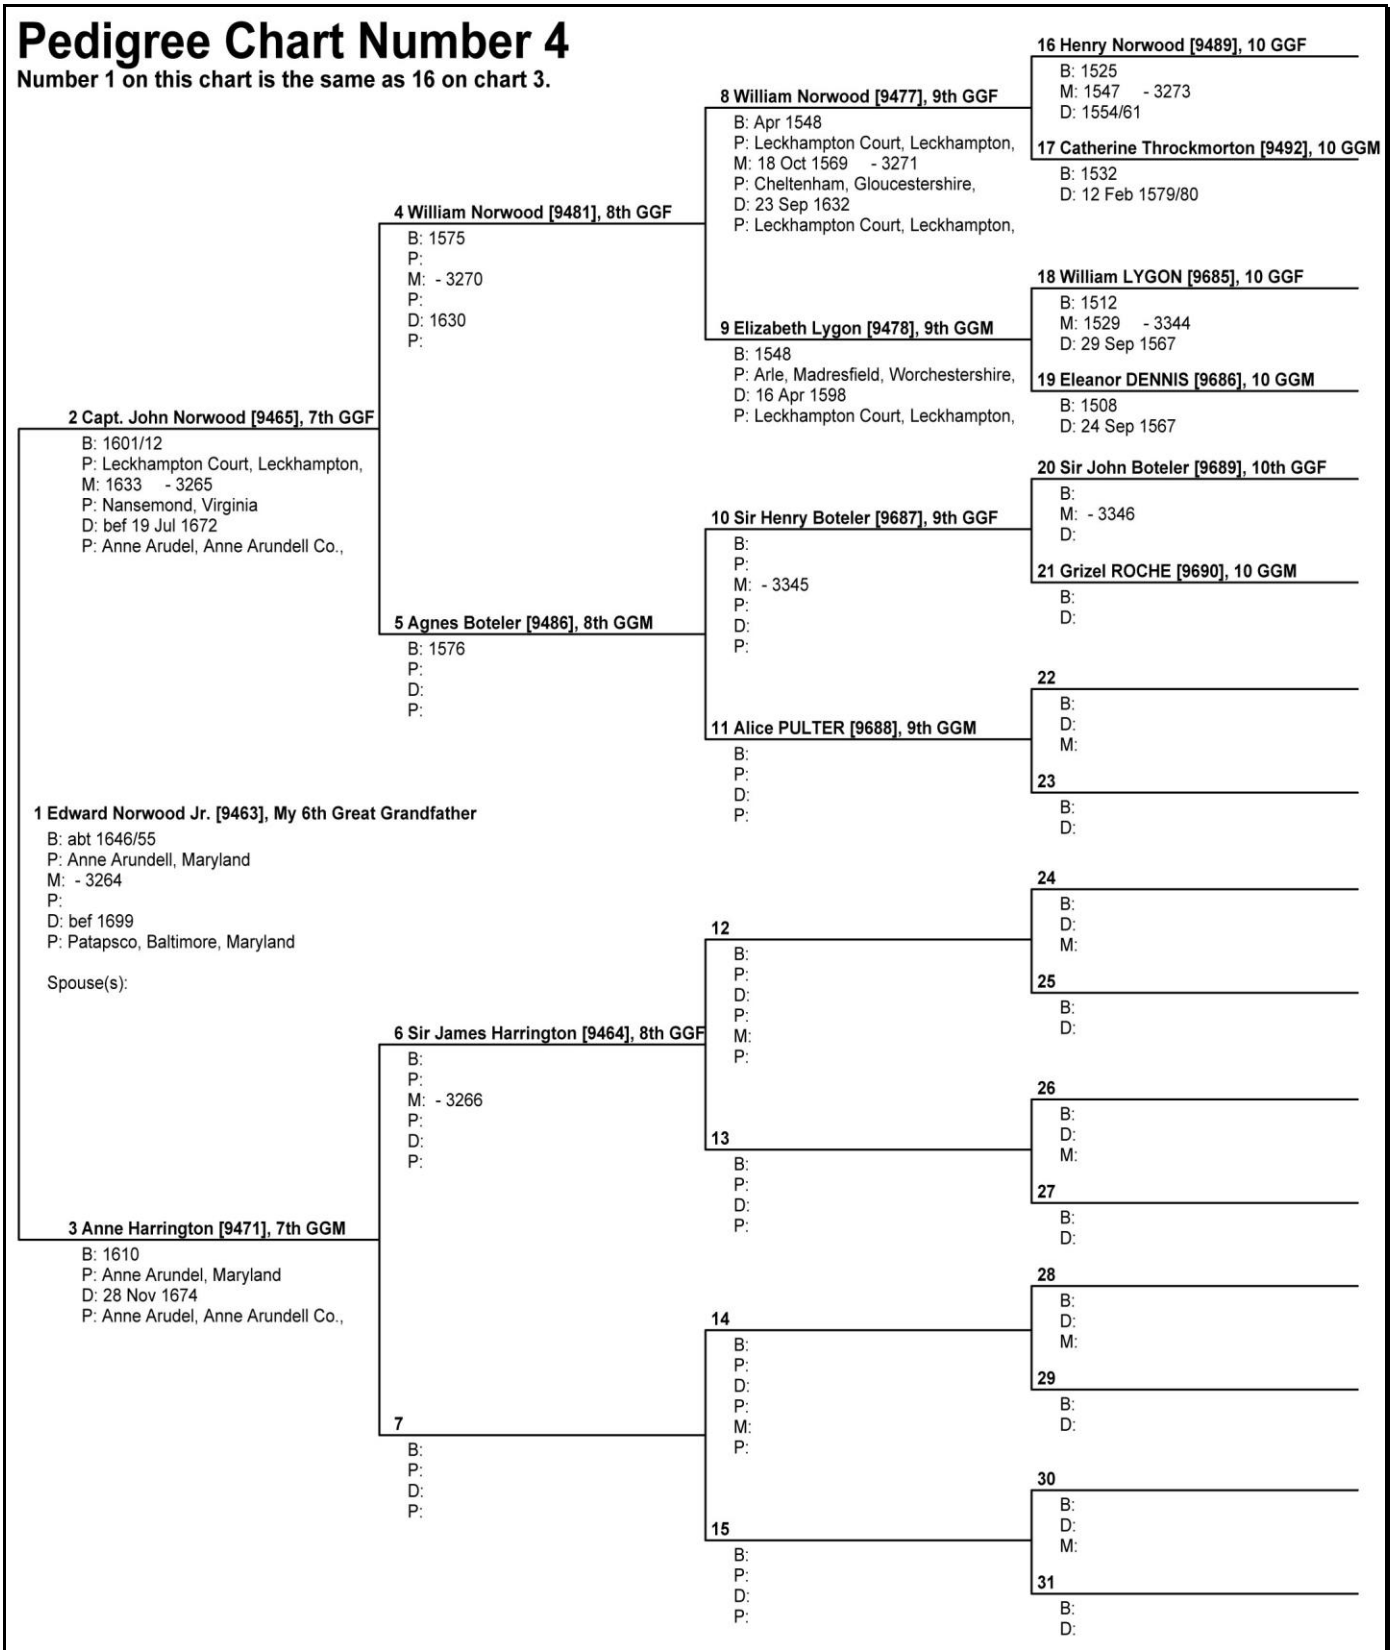 Pedigree Chart Number 4
Number 1 on this chart is the same as 16 on chart 3.
1 Edward Norwood Jr. [9463], My 6th Great Grandfather
B: abt 1646/55
P: Anne Arundell, Maryland
M: - 3264
P:
D: bef 1699
P: Patapsco, Baltimore, Maryland
Spouse(s):
2 Capt. John Norwood [9465], 7th GGF
B: 1601/12
P: Leckhampton Court, Leckhampton,
M: 1633 - 3265
P: Nansemond, Virginia
D: bef 19 Jul 1672
P: Anne Arudel, Anne Arundell Co.,
3 Anne Harrington [9471], 7th GGM
B: 1610
P: Anne Arundel, Maryland
D: 28 Nov 1674
P: Anne Arudel, Anne Arundell Co.,
4 William Norwood [9481], 8th GGF
B: 1575
P:
M: - 3270
P:
D: 1630
P:
5 Agnes Boteler [9486], 8th GGM
B: 1576
P:
D:
P:
6 Sir James Harrington [9464], 8th GGF
B:
P:
M: - 3266
P:
D:
P:
7
B:
P:
D:
P:
8 William Norwood [9477], 9th GGF
B: Apr 1548
P: Leckhampton Court, Leckhampton,
M: 18 Oct 1569 - 3271
P: Cheltenham, Gloucestershire,
D: 23 Sep 1632
P: Leckhampton Court, Leckhampton,
9 Elizabeth Lygon [9478], 9th GGM
B: 1548
P: Arle, Madresfield, Worchestershire,
D: 16 Apr 1598
P: Leckhampton Court, Leckhampton,
10 Sir Henry Boteler [9687], 9th GGF
B:
P:
M: - 3345
P:
D:
P:
11 Alice PULTER [9688], 9th GGM
B:
P:
D:
P:
12
B:
P:
D:
P:
M:
P:
13
B:
P:
D:
P:
14
B:
P:
D:
P:
M:
P:
15
B:
P:
D:
P:
16 Henry Norwood [9489], 10 GGF
B: 1525
M: 1547 - 3273
D: 1554/61
17 Catherine Throckmorton [9492], 10 GGM
B: 1532
D: 12 Feb 1579/80
18 William LYGON [9685], 10 GGF
B: 1512
M: 1529 - 3344
D: 29 Sep 1567
19 Eleanor DENNIS [9686], 10 GGM
B: 1508
D: 24 Sep 1567
20 Sir John Boteler [9689], 10th GGF
B:
M: - 3346
D:
21 Grizel ROCHE [9690], 10 GGM
B:
D:
22
B:
D:
M:
23
B:
D:
24
B:
D:
M:
25
B:
D:
26
B:
D:
M:
27
B:
D:
28
B:
D:
M:
29
B:
D:
30
B:
D:
M:
31
B:
D: